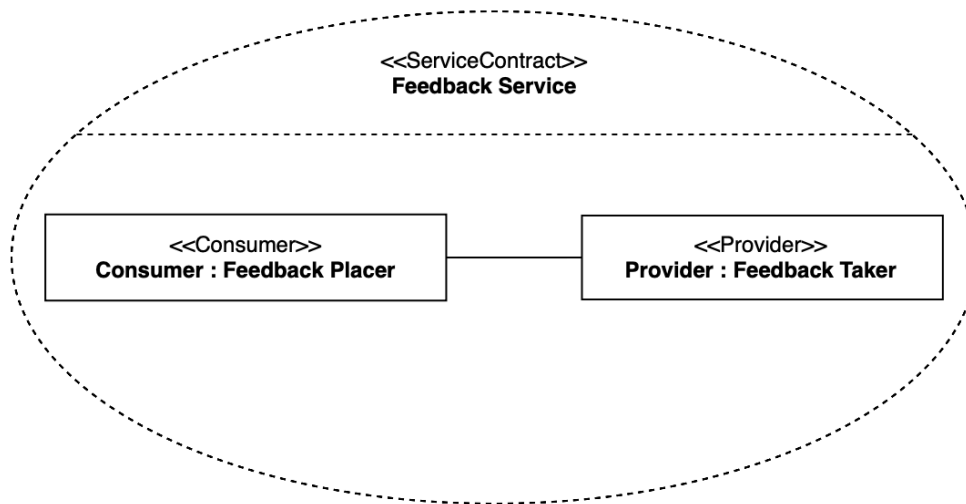 <<ServiceContract>>
Feedback Service
<<Consumer>>
Consumer : Feedback Placer
<<Provider>>
Provider : Feedback Taker